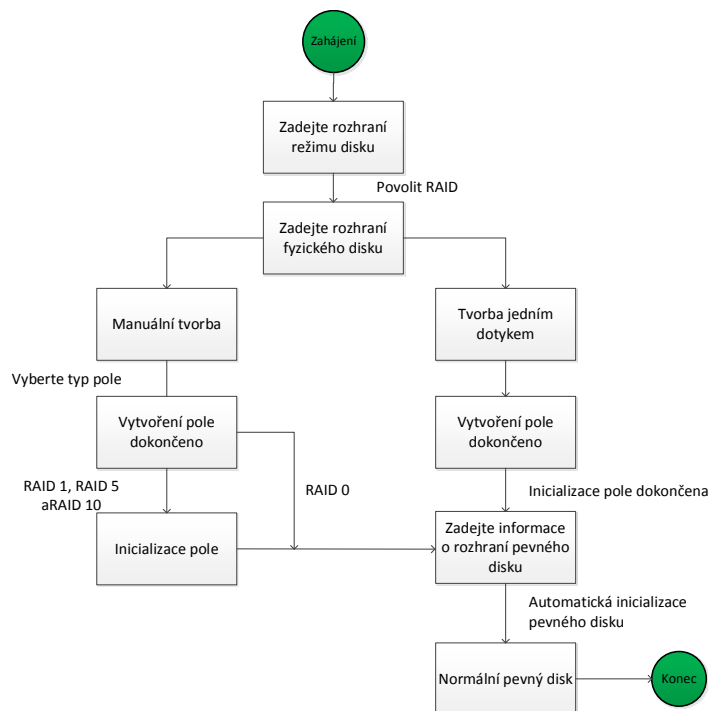 Zahájení
Zadejte rozhraní
režimu disku
Povolit RAID
Zadejte rozhraní
fyzického disku
Manuální tvorba
Tvorba jedním
dotykem
Vyberte typ pole
Vytvoření pole
dokončeno
Vytvoření pole
dokončeno
RAID 1, RAID 5
aRAID 10
RAID 0
Inicializace pole dokončena
Inicializace pole
Zadejte informace
o rozhraní pevného
disku
Automatická inicializace
pevného disku
Normální pevný disk
Konec